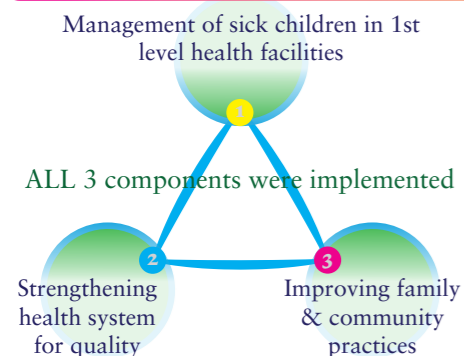 Management of sick children in 1st
level health facilities
1
ALL 3 components were implemented
2
3
Strengthening
health system
for quality
Improving family
& community
practices